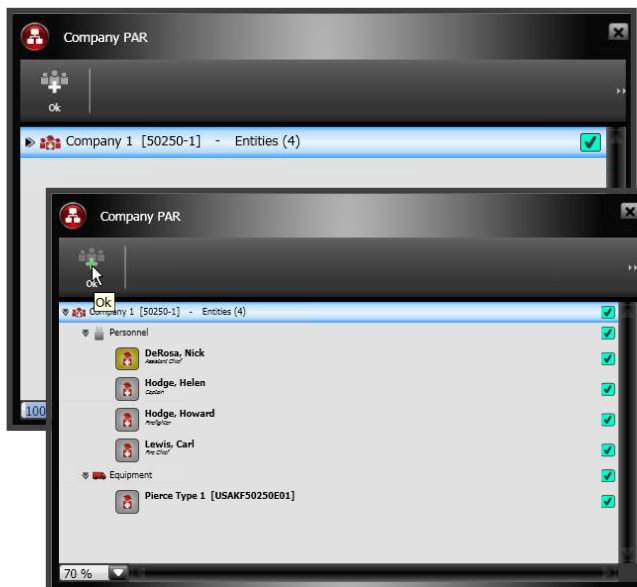 Company PAR
Ok
Company 1 [50250-1] - Entities (4)
100
Company PAR
Ok
Ok
Company 1 [50250-1] - Entities (4)
Personnel
DeRosa, Nick
Assistant Chief
Hodge, Helen
Captain
Hodge, Howard
Firefighter
Lewis, Carl
Fire Chief
Equipment
Pierce Type 1 [USAKF50250E01]
70 %